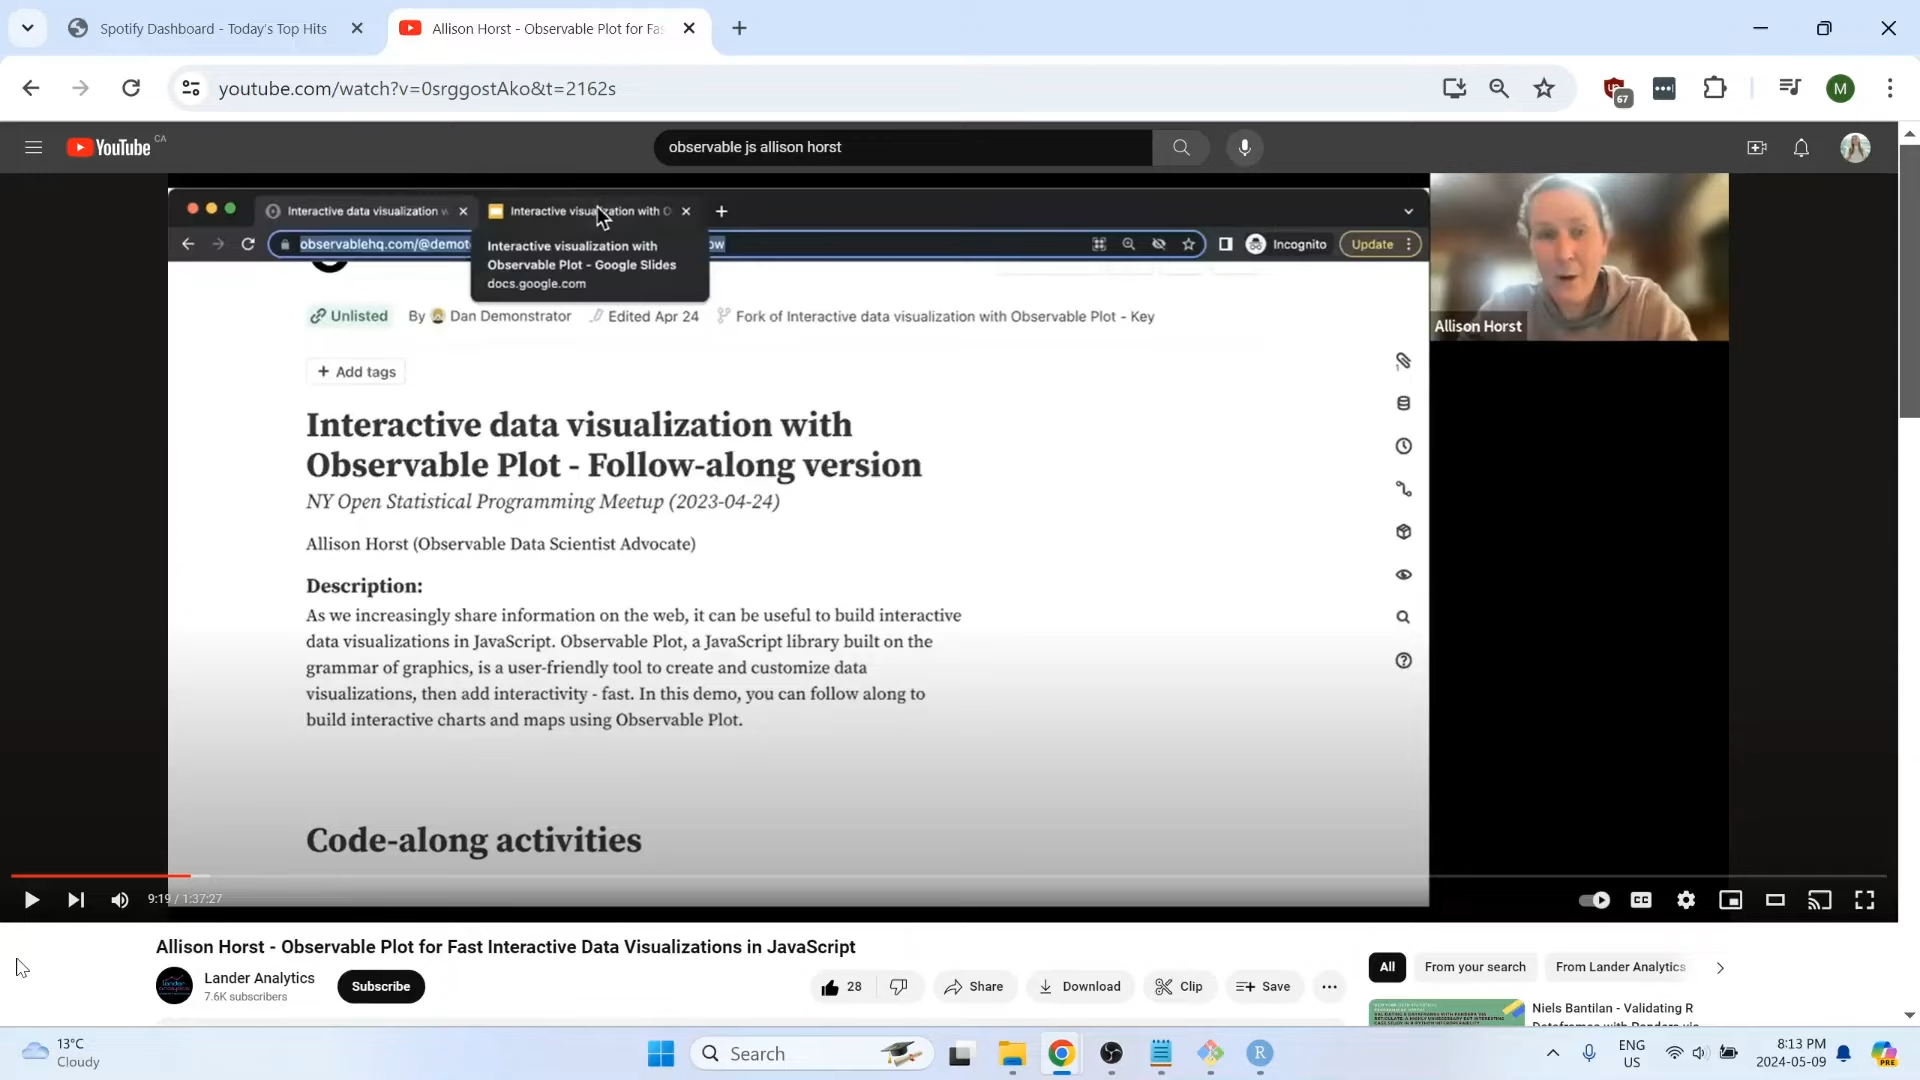 Spotify Dashboard - Today's Top Hits
Allison Horst - Observable Plot for Fas
youtube.com/watch?v=0srggostAko&t=2162s
67
M
YouTube CA
observable js allison horst
Interactive data visualization w
Interactive visualization with O
observablehq.com/@demoto
ow
Incognito
Update
Interactive visualization with
Observable Plot - Google Slides
docs.google.com
Unlisted By Dan Demonstrator Edited Apr 24 Fork of Interactive data visualization with Observable Plot - Key
Allison Horst
+ Add tags
Interactive data visualization with
Observable Plot - Follow-along version
NY Open Statistical Programming Meetup (2023-04-24)
Allison Horst (Observable Data Scientist Advocate)
Description:
As we increasingly share information on the web, it can be useful to build interactive
data visualizations in JavaScript. Observable Plot, a JavaScript library built on the
grammar of graphics, is a user-friendly tool to create and customize data
visualizations, then add interactivity - fast. In this demo, you can follow along to
build interactive charts and maps using Observable Plot.
Code-along activities
9:19 / 1:37:27
CC
Allison Horst - Observable Plot for Fast Interactive Data Visualizations in JavaScript
Lander Analytics
7.6K subscribers
Subscribe
28
Share
Download
Clip
Save
All
From your search
From Lander Analytics
Niels Bantilan - Validating R
13°C
Cloudy
Search
R
ENG
US
8:13 PM
2024-05-09
PRE